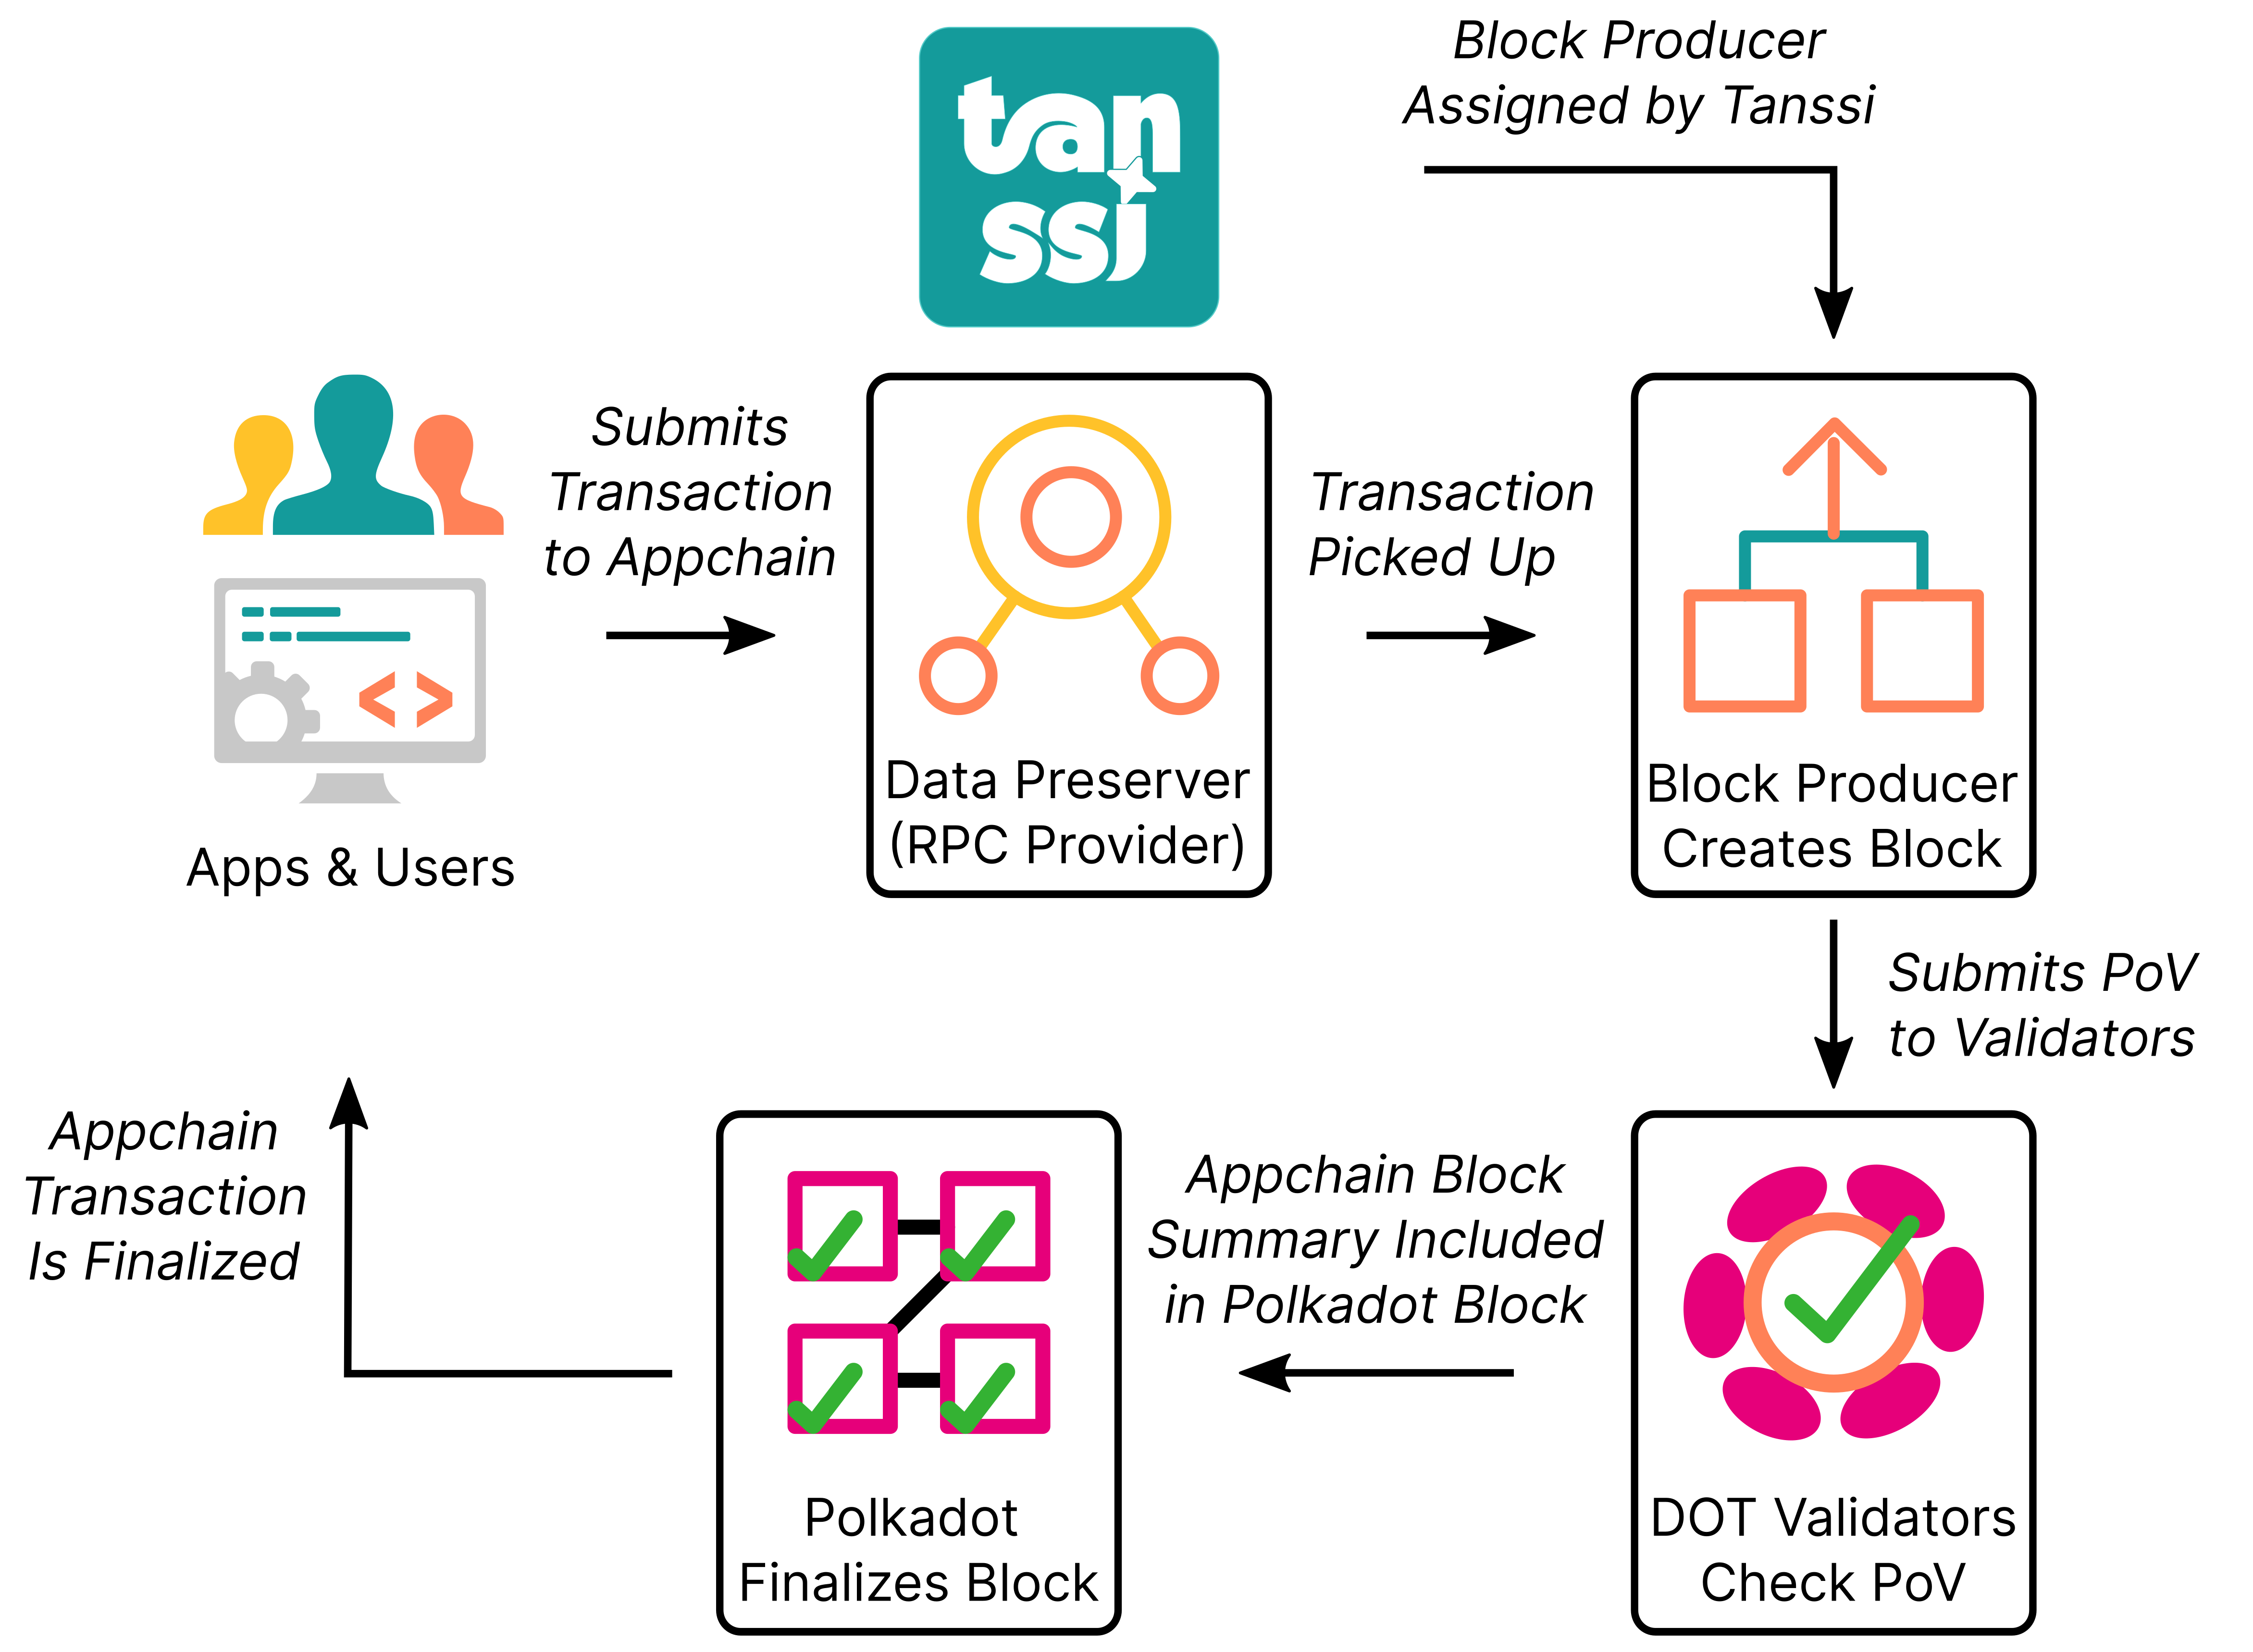 tan
ssi
Block Producer
Assigned by Tanssi
Submits
Transaction
to Appchain
Transaction
Picked Up
Apps & Users
Data Preserver
(RPC Provider)
Block Producer
Creates Block
Submits PoV
to Validators
DOT Validators
Check PoV
Appchain Block
Summary Included
in Polkadot Block
Polkadot
Finalizes Block
Appchain
Transaction
Is Finalized